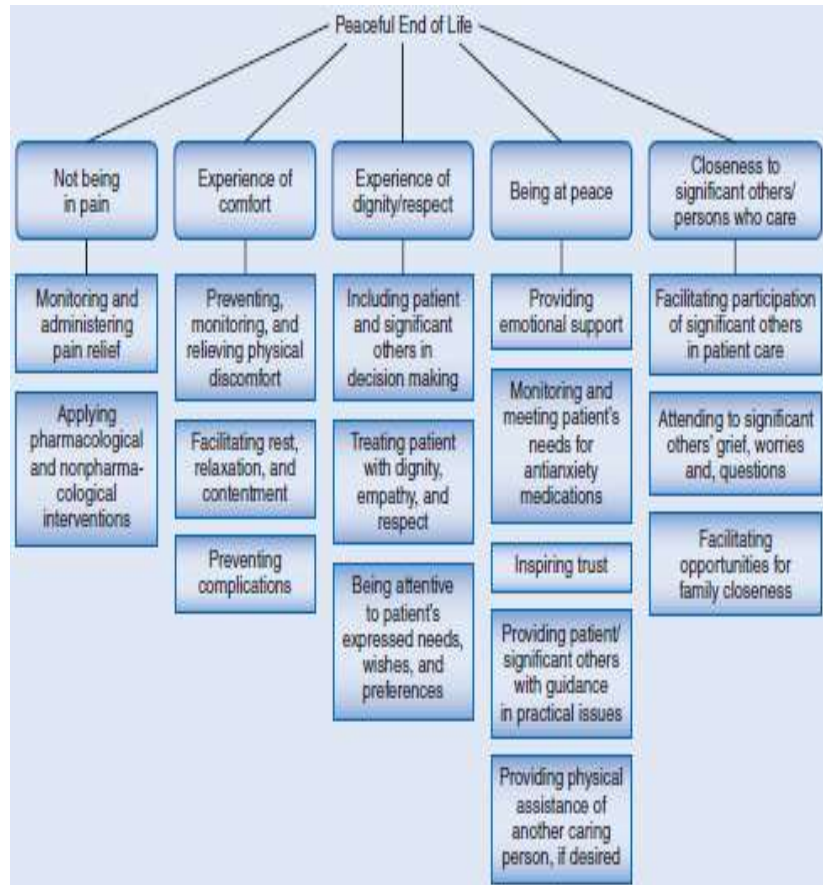 Peaceful End of Life
Not being
in pain
Monitoring and
administering
pain relief
Applying
pharmacological
and nonpharma-
cological
interventions
Experience of
comfort
Preventing,
monitoring, and
relieving physical
discomfort
Facilitating rest,
relaxation, and
contentment
Preventing
complications
Experience of
dignity/respect
Including patient
and significant
others in
decision making
Treating patient
with dignity,
empathy, and
respect
Being attentive
to patient's
expressed needs,
wishes, and
preferences
Being at peace
Providing
emotional support
Monitoring and
meeting patient's
needs for
antianxiety
medications
Inspiring trust
Providing patient/
significant others
with guidance
in practical issues
Providing physical
assistance of
another caring
person, if desired
Closeness to
significant others/
persons who care
Facilitating participation
of significant others
in patient care
Attending to significant
others' grief, worries
and, questions
Facilitating
opportunities for
family closeness